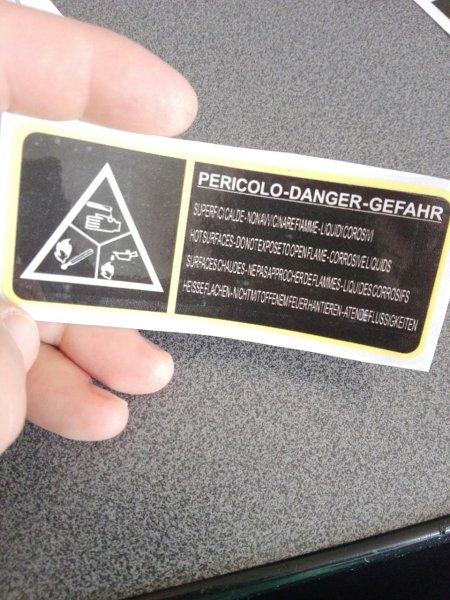 PERICOLO-DANGER-GEFAHR
SUPERFICI CALDE - NON AVVICINARE FIAMME - LIQUIDI COROSIVI
HOT SURFACES - DO NOT EXPOSE TO OPEN FLAME - CORROSIVE LIQUIDS
SURFACES CHAUDES - NE PAS APPROCHER DE FLAMMES - LIQUIDES CORROSIFS
HEISSE FLACHEN - NICHT MIT OFFENEM FEUER HANTIEREN - ATENDE FLUSSIGKEITEN